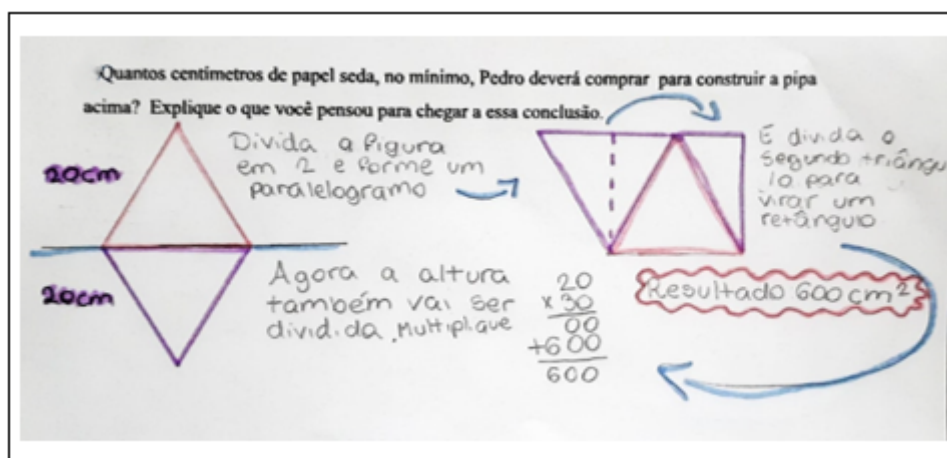 Quantos centímetros de papel seda, no mínimo, Pedro deverá comprar para construir a pipa
acima? Explique o que você pensou para chegar a essa conclusão.
20cm
Divida a figura
em 2 e forme um
paralelogramo
E divida o
segundo triângu
lo para
virar um
retângulo
20cm
Agora a altura
também vai ser
dividida. Multiplique
20
x 30
00
+600
600
Resultado 600 cm²